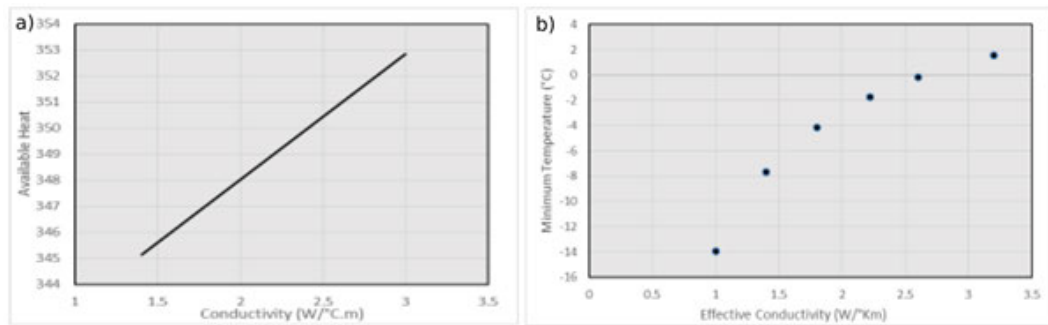 a)
354
353
352
351
350
349
348
347
346
345
344
Available Heat
1 1.5 2 2.5 3 3.5
Conductivity (W/°C.m)
b)
4
2
0
-2
-4
-6
-8
-10
-12
-14
-16
Minimum Temperature (°C)
0 0.5 1 1.5 2 2.5 3 3.5
Effective Conductivity (W/°Km)